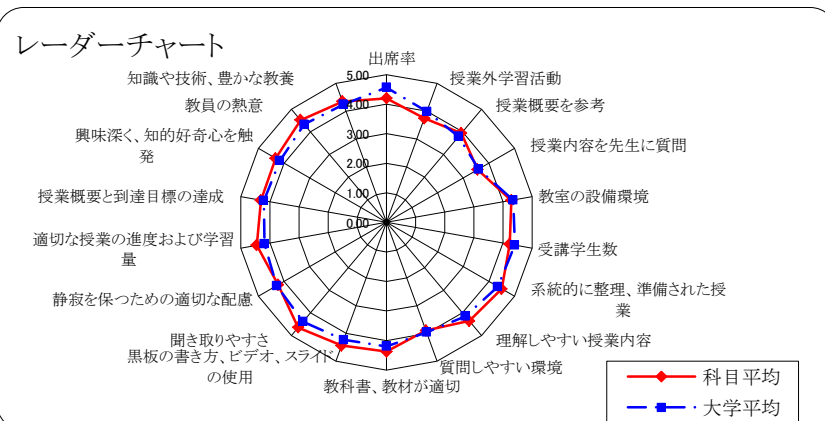 レーダーチャート
出席率
授業外学習活動
授業概要を参考
授業内容を先生に質問
教室の設備環境
受講学生数
系統的に整理、準備された授
業
理解しやすい授業内容
質問しやすい環境
教科書、教材が適切
黒板の書き方、ビデオ、スライド
の使用
聞き取りやすさ
静寂を保つための適切な配慮
適切な授業の進度および学習
量
授業概要と到達目標の達成
興味深く、知的好奇心を触
発
教員の熱意
知識や技術、豊かな教養
5.00
4.00
3.00
2.00
1.00
0.00
科目平均
大学平均